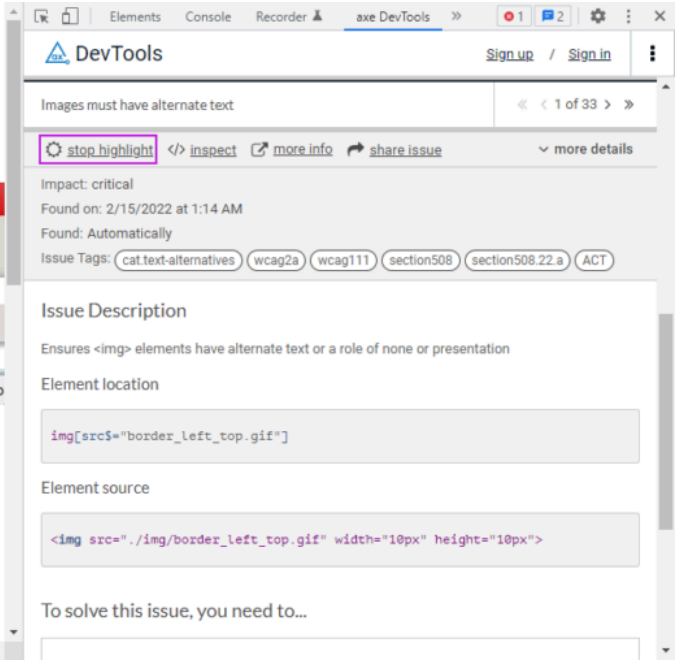 Elements Console Recorder axe DevTools » 1 2
ax DevTools Sign up / Sign in
Images must have alternate text « < 1 of 33 > »
stop highlight </> inspect more info share issue more details
Impact: critical
Found on: 2/15/2022 at 1:14 AM
Found: Automatically
Issue Tags: cat.text-alternatives wcag2a wcag111 section508 section508.22.a ACT
Issue Description
Ensures <img> elements have alternate text or a role of none or presentation
Element location
img[src$="border_left_top.gif"]
Element source
<img src="./img/border_left_top.gif" width="10px" height="10px">
To solve this issue, you need to...